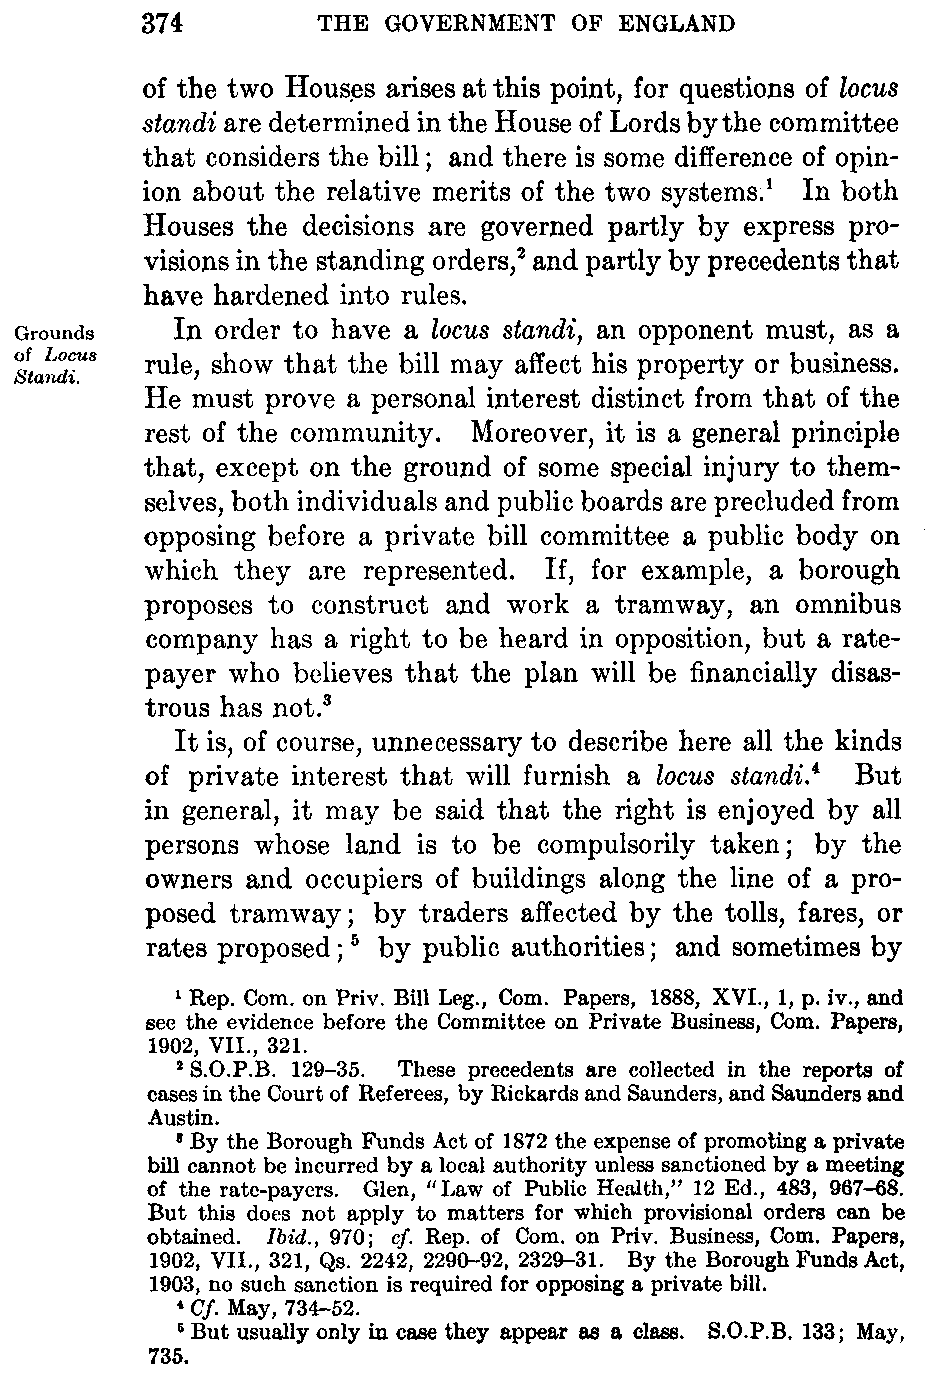 374 THE GOVERNMENT OF ENGLAND
of the two Houses arises at this point, for questions of locus
standi are determined in the House of Lords by the committee
that considers the bill; and there is some difference of opin-
ion about the relative merits of the two systems.¹ In both
Houses the decisions are governed partly by express pro-
visions in the standing orders,² and partly by precedents that
have hardened into rules.
Grounds
of Locus
Standi.
In order to have a locus standi, an opponent must, as a
rule, show that the bill may affect his property or business.
He must prove a personal interest distinct from that of the
rest of the community. Moreover, it is a general principle
that, except on the ground of some special injury to them-
selves, both individuals and public boards are precluded from
opposing before a private bill committee a public body on
which they are represented. If, for example, a borough
proposes to construct and work a tramway, an omnibus
company has a right to be heard in opposition, but a rate-
payer who believes that the plan will be financially disas-
trous has not.³
It is, of course, unnecessary to describe here all the kinds
of private interest that will furnish a locus standi.⁴ But
in general, it may be said that the right is enjoyed by all
persons whose land is to be compulsorily taken; by the
owners and occupiers of buildings along the line of a pro-
posed tramway; by traders affected by the tolls, fares, or
rates proposed;⁵ by public authorities; and sometimes by
¹ Rep. Com. on Priv. Bill Leg., Com. Papers, 1888, XVI., 1, p. iv., and
see the evidence before the Committee on Private Business, Com. Papers,
1902, VII., 321.
² S.O.P.B. 129–35. These precedents are collected in the reports of
cases in the Court of Referees, by Rickards and Saunders, and Saunders and
Austin.
³ By the Borough Funds Act of 1872 the expense of promoting a private
bill cannot be incurred by a local authority unless sanctioned by a meeting
of the rate-payers. Glen, "Law of Public Health," 12 Ed., 483, 967–68.
But this does not apply to matters for which provisional orders can be
obtained. Ibid., 970; cf. Rep. of Com. on Priv. Business, Com. Papers,
1902, VII., 321, Qs. 2242, 2290–92, 2329–31. By the Borough Funds Act,
1903, no such sanction is required for opposing a private bill.
⁴ Cf. May, 734–52.
⁵ But usually only in case they appear as a class. S.O.P.B. 133; May,
735.